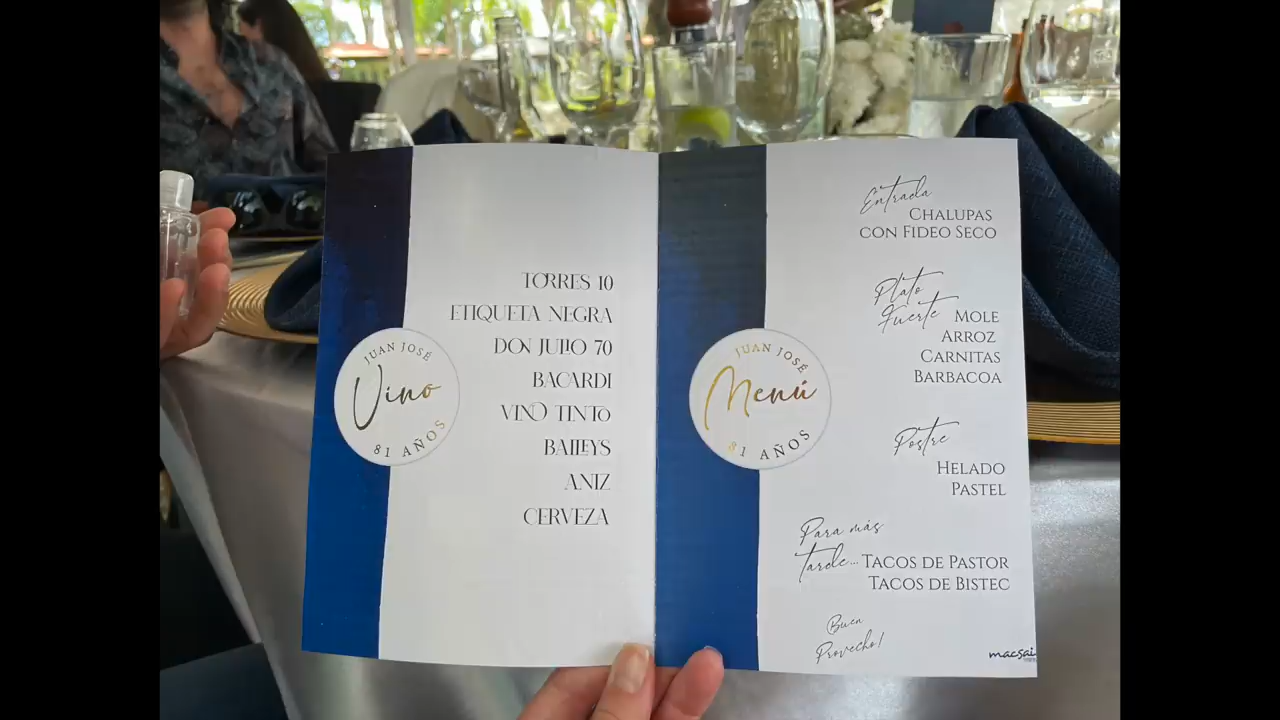 TORRES 10
ETIQUETA NEGRA
DON JULIO 70
BACARDI
VINO TINTO
BAILEYS
ANIZ
CERVEZA
JUAN JOSÉ
Vino
81 AÑOS
JUAN JOSÉ
Menú
81 AÑOS
Entrada
CHALUPAS
CON FIDEO SECO
Plato
Fuerte MOLE
ARROZ
CARNITAS
BARBACOA
Postre
HELADO
PASTEL
Para más
tarde... TACOS DE PASTOR
TACOS DE BISTEC
Buen
Provecho!
macsai